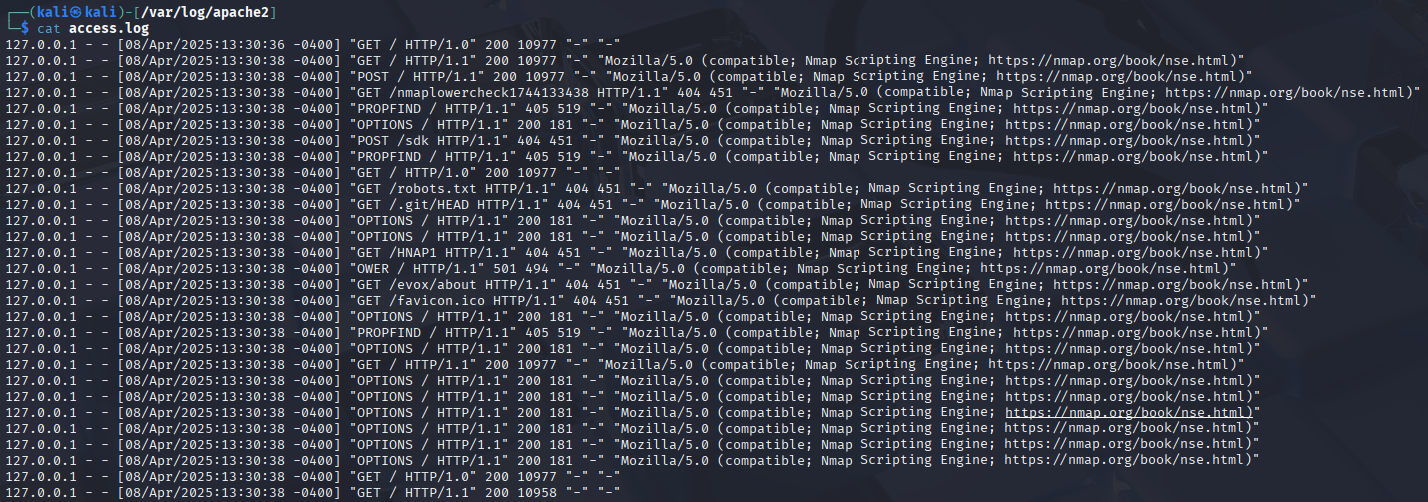 ┌──(kali㉿kali)-[/var/log/apache2]
└─$ cat access.log
127.0.0.1 - - [08/Apr/2025:13:30:36 -0400] "GET / HTTP/1.0" 200 10977 "-" "-"
127.0.0.1 - - [08/Apr/2025:13:30:38 -0400] "GET / HTTP/1.1" 200 10977 "-" "Mozilla/5.0 (compatible; Nmap Scripting Engine; https://nmap.org/book/nse.html)"
127.0.0.1 - - [08/Apr/2025:13:30:38 -0400] "POST / HTTP/1.1" 200 10977 "-" "Mozilla/5.0 (compatible; Nmap Scripting Engine; https://nmap.org/book/nse.html)"
127.0.0.1 - - [08/Apr/2025:13:30:38 -0400] "GET /nmaplowercheck1744133438 HTTP/1.1" 404 451 "-" "Mozilla/5.0 (compatible; Nmap Scripting Engine; https://nmap.org/book/nse.html)"
127.0.0.1 - - [08/Apr/2025:13:30:38 -0400] "PROPFIND / HTTP/1.1" 405 519 "-" "Mozilla/5.0 (compatible; Nmap Scripting Engine; https://nmap.org/book/nse.html)"
127.0.0.1 - - [08/Apr/2025:13:30:38 -0400] "OPTIONS / HTTP/1.1" 200 181 "-" "Mozilla/5.0 (compatible; Nmap Scripting Engine; https://nmap.org/book/nse.html)"
127.0.0.1 - - [08/Apr/2025:13:30:38 -0400] "POST /sdk HTTP/1.1" 404 451 "-" "Mozilla/5.0 (compatible; Nmap Scripting Engine; https://nmap.org/book/nse.html)"
127.0.0.1 - - [08/Apr/2025:13:30:38 -0400] "PROPFIND / HTTP/1.1" 405 519 "-" "Mozilla/5.0 (compatible; Nmap Scripting Engine; https://nmap.org/book/nse.html)"
127.0.0.1 - - [08/Apr/2025:13:30:38 -0400] "GET / HTTP/1.0" 200 10977 "-" "-"
127.0.0.1 - - [08/Apr/2025:13:30:38 -0400] "GET /robots.txt HTTP/1.1" 404 451 "-" "Mozilla/5.0 (compatible; Nmap Scripting Engine; https://nmap.org/book/nse.html)"
127.0.0.1 - - [08/Apr/2025:13:30:38 -0400] "GET /.git/HEAD HTTP/1.1" 404 451 "-" "Mozilla/5.0 (compatible; Nmap Scripting Engine; https://nmap.org/book/nse.html)"
127.0.0.1 - - [08/Apr/2025:13:30:38 -0400] "OPTIONS / HTTP/1.1" 200 181 "-" "Mozilla/5.0 (compatible; Nmap Scripting Engine; https://nmap.org/book/nse.html)"
127.0.0.1 - - [08/Apr/2025:13:30:38 -0400] "OPTIONS / HTTP/1.1" 200 181 "-" "Mozilla/5.0 (compatible; Nmap Scripting Engine; https://nmap.org/book/nse.html)"
127.0.0.1 - - [08/Apr/2025:13:30:38 -0400] "GET /HNAP1 HTTP/1.1" 404 451 "-" "Mozilla/5.0 (compatible; Nmap Scripting Engine; https://nmap.org/book/nse.html)"
127.0.0.1 - - [08/Apr/2025:13:30:38 -0400] "OWER / HTTP/1.1" 501 494 "-" "Mozilla/5.0 (compatible; Nmap Scripting Engine; https://nmap.org/book/nse.html)"
127.0.0.1 - - [08/Apr/2025:13:30:38 -0400] "GET /evox/about HTTP/1.1" 404 451 "-" "Mozilla/5.0 (compatible; Nmap Scripting Engine; https://nmap.org/book/nse.html)"
127.0.0.1 - - [08/Apr/2025:13:30:38 -0400] "GET /favicon.ico HTTP/1.1" 404 451 "-" "Mozilla/5.0 (compatible; Nmap Scripting Engine; https://nmap.org/book/nse.html)"
127.0.0.1 - - [08/Apr/2025:13:30:38 -0400] "OPTIONS / HTTP/1.1" 200 181 "-" "Mozilla/5.0 (compatible; Nmap Scripting Engine; https://nmap.org/book/nse.html)"
127.0.0.1 - - [08/Apr/2025:13:30:38 -0400] "PROPFIND / HTTP/1.1" 405 519 "-" "Mozilla/5.0 (compatible; Nmap Scripting Engine; https://nmap.org/book/nse.html)"
127.0.0.1 - - [08/Apr/2025:13:30:38 -0400] "OPTIONS / HTTP/1.1" 200 181 "-" "Mozilla/5.0 (compatible; Nmap Scripting Engine; https://nmap.org/book/nse.html)"
127.0.0.1 - - [08/Apr/2025:13:30:38 -0400] "GET / HTTP/1.1" 200 10977 "-" "Mozilla/5.0 (compatible; Nmap Scripting Engine; https://nmap.org/book/nse.html)"
127.0.0.1 - - [08/Apr/2025:13:30:38 -0400] "OPTIONS / HTTP/1.1" 200 181 "-" "Mozilla/5.0 (compatible; Nmap Scripting Engine; https://nmap.org/book/nse.html)"
127.0.0.1 - - [08/Apr/2025:13:30:38 -0400] "OPTIONS / HTTP/1.1" 200 181 "-" "Mozilla/5.0 (compatible; Nmap Scripting Engine; https://nmap.org/book/nse.html)"
127.0.0.1 - - [08/Apr/2025:13:30:38 -0400] "OPTIONS / HTTP/1.1" 200 181 "-" "Mozilla/5.0 (compatible; Nmap Scripting Engine; https://nmap.org/book/nse.html)"
127.0.0.1 - - [08/Apr/2025:13:30:38 -0400] "OPTIONS / HTTP/1.1" 200 181 "-" "Mozilla/5.0 (compatible; Nmap Scripting Engine; https://nmap.org/book/nse.html)"
127.0.0.1 - - [08/Apr/2025:13:30:38 -0400] "OPTIONS / HTTP/1.1" 200 181 "-" "Mozilla/5.0 (compatible; Nmap Scripting Engine; https://nmap.org/book/nse.html)"
127.0.0.1 - - [08/Apr/2025:13:30:38 -0400] "OPTIONS / HTTP/1.1" 200 181 "-" "Mozilla/5.0 (compatible; Nmap Scripting Engine; https://nmap.org/book/nse.html)"
127.0.0.1 - - [08/Apr/2025:13:30:38 -0400] "GET / HTTP/1.0" 200 10977 "-" "-"
127.0.0.1 - - [08/Apr/2025:13:30:38 -0400] "GET / HTTP/1.1" 200 10958 "-" "-"